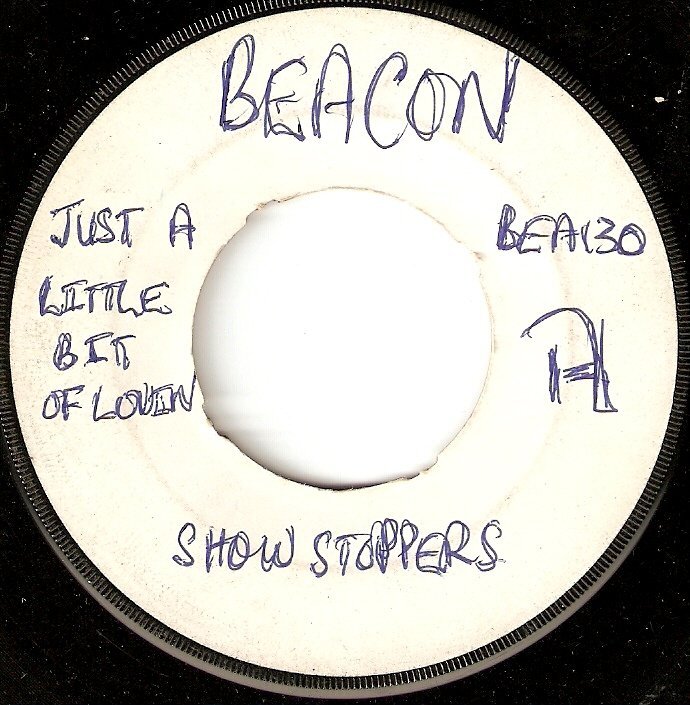 BEACON
JUST A
LITTLE
BIT
OF LOVIN
BEA130
A
SHOW STOPPERS